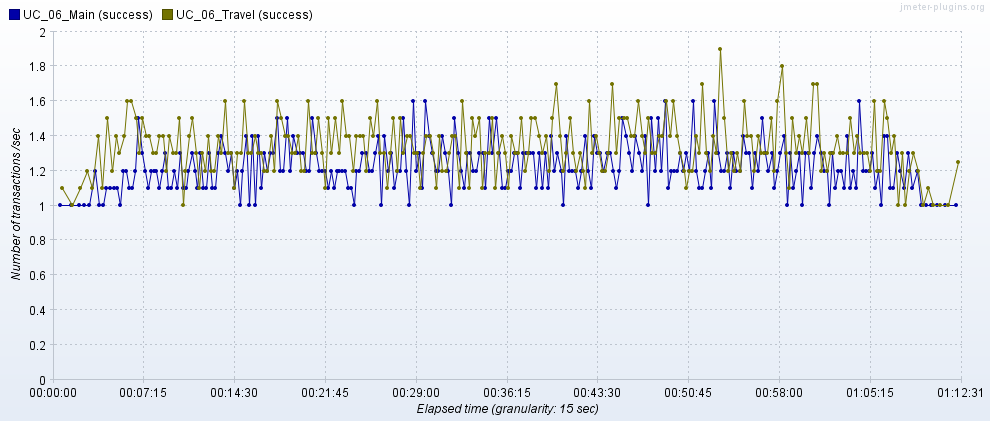 jmeter-plugins.org
UC_06_Main (success) UC_06_Travel (success)
2
1.8
1.6
1.4
1.2
1
0.8
0.6
0.4
0.2
0
Number of transactions/sec
00:00:00 00:07:15 00:14:30 00:21:45 00:29:00 00:36:15 00:43:30 00:50:45 00:58:00 01:05:15 01:12:31
Elapsed time (granularity: 15 sec)